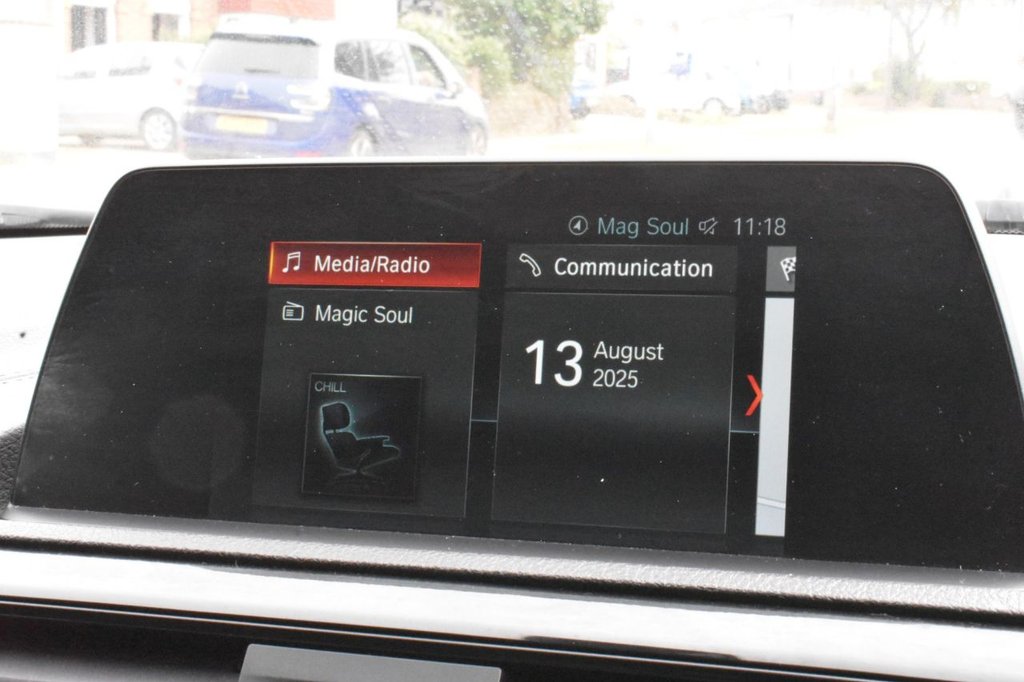 Mag Soul 11:18
Media/Radio
Communication
Magic Soul
13 August
2025
CHILL